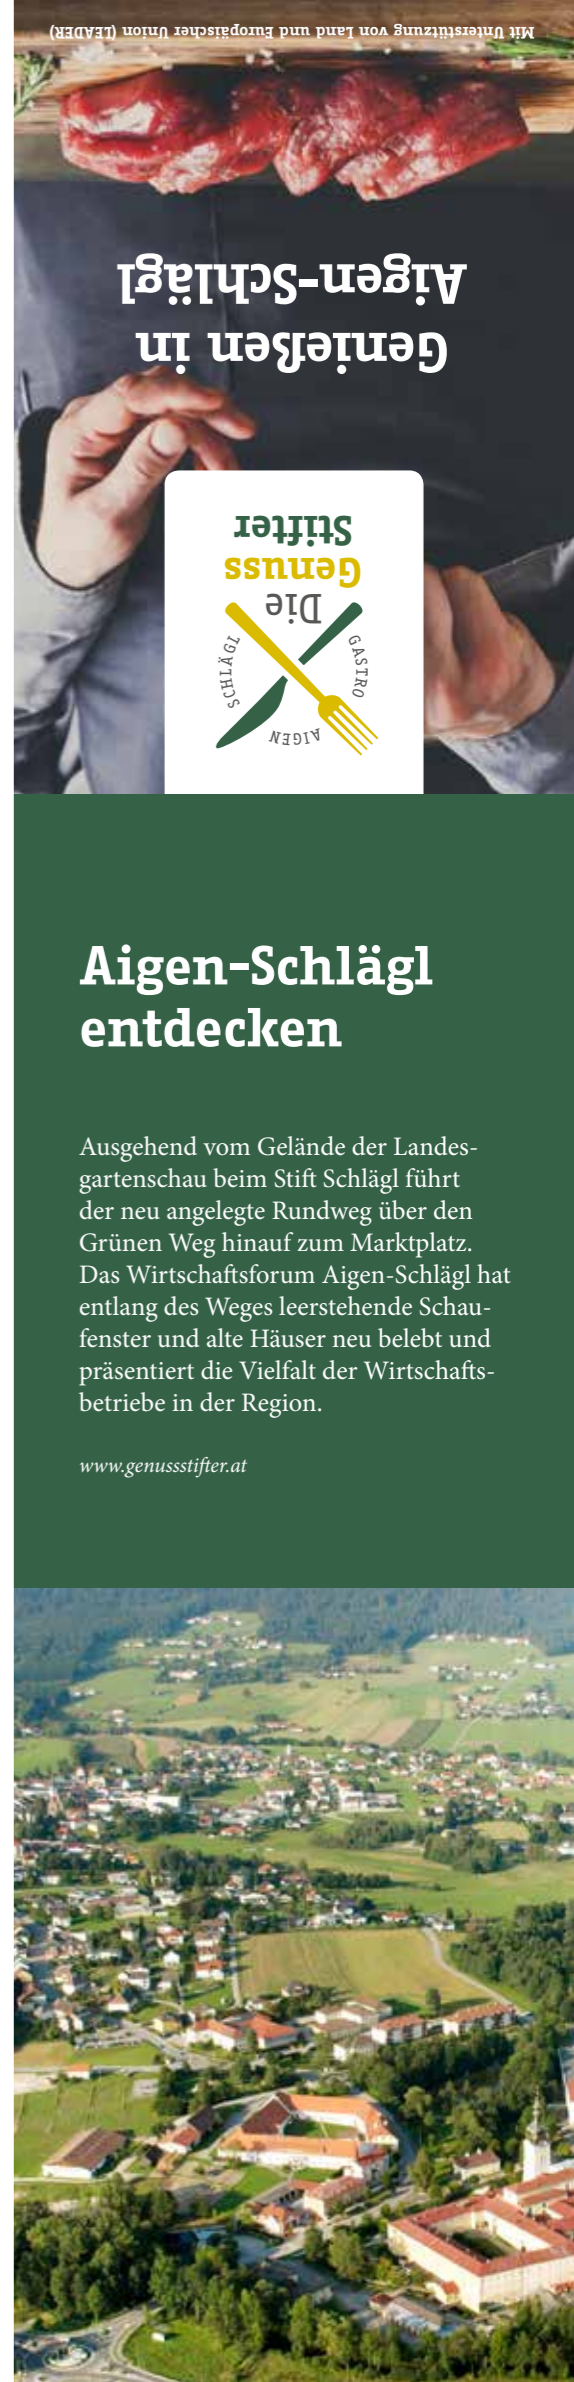 Mit Unterstützung von Land und Europäischer Union (LEADER)
Genießen in
Aigen-Schlägl
Die
Genuss
Stifter
GASTRO
AIGEN
SCHLÄGL
Aigen-Schlägl
entdecken
Ausgehend vom Gelände der Landes-
gartenschau beim Stift Schlägl führt
der neu angelegte Rundweg über den
Grünen Weg hinauf zum Marktplatz.
Das Wirtschaftsforum Aigen-Schlägl hat
entlang des Weges leerstehende Schau-
fenster und alte Häuser neu belebt und
präsentiert die Vielfalt der Wirtschafts-
betriebe in der Region.
www.genussstifter.at